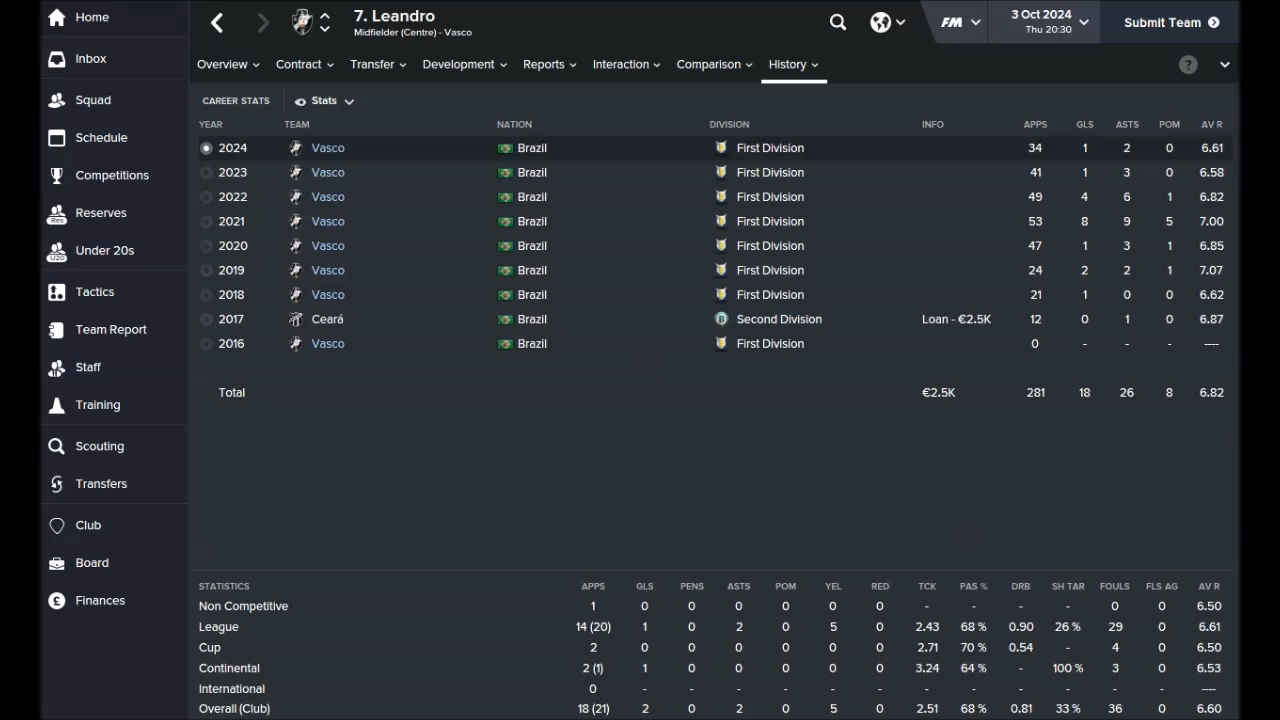 Home
7. Leandro
Midfielder (Centre) - Vasco
FM
3 Oct 2024
Thu 20:30
Submit Team
Inbox
Overview Contract Transfer Development Reports Interaction Comparison History ?
Squad
CAREER STATS Stats
YEAR TEAM NATION DIVISION INFO APPS GLS ASTS POM AV R
Schedule
2024 Vasco Brazil First Division 34 1 2 0 6.61
Competitions
2023 Vasco Brazil First Division 41 1 3 0 6.58
2022 Vasco Brazil First Division 49 4 6 1 6.82
Res Reserves
2021 Vasco Brazil First Division 53 8 9 5 7.00
U20 Under 20s
2020 Vasco Brazil First Division 47 1 3 1 6.85
2019 Vasco Brazil First Division 24 2 2 1 7.07
Tactics
2018 Vasco Brazil First Division 21 1 0 0 6.62
2017 Ceará Brazil B Second Division Loan - €2.5K 12 0 1 0 6.87
Team Report
2016 Vasco Brazil First Division 0 - - - ----
Staff
Total €2.5K 281 18 26 8 6.82
Training
Scouting
Transfers
Club
Board
£ Finances
STATISTICS APPS GLS PENS ASTS POM YEL RED TCK PAS % DRB SH TAR FOULS FLS AG AV R
Non Competitive 1 0 0 0 0 0 0 - - - - 0 0 6.50
League 14 (20) 1 0 2 0 5 0 2.43 68 % 0.90 26 % 29 0 6.61
Cup 2 0 0 0 0 0 0 2.71 70 % 0.54 - 4 0 6.50
Continental 2 (1) 1 0 0 0 0 0 3.24 64 % - 100 % 3 0 6.53
International 0 - - - - - - - - - - - - ----
Overall (Club) 18 (21) 2 0 2 0 5 0 2.51 68 % 0.81 33 % 36 0 6.60